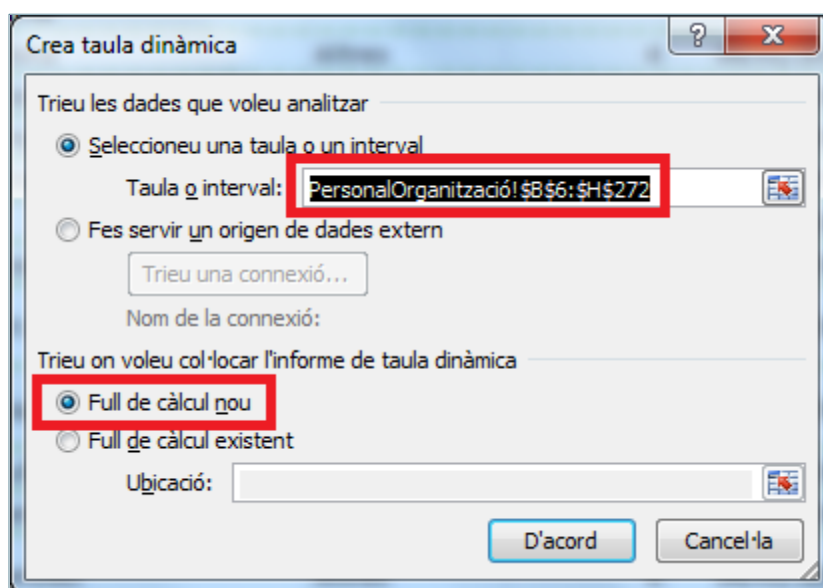 Crea taula dinàmica
Trieu les dades que voleu analitzar
Seleccioneu una taula o un interval
Taula o interval: PersonalOrganització!$B$6:$H$272
Fes servir un origen de dades extern
Trieu una connexió...
Nom de la connexió:
Trieu on voleu col·locar l'informe de taula dinàmica
Full de càlcul nou
Full de càlcul existent
Ubicació:
D'acord Cancel·la